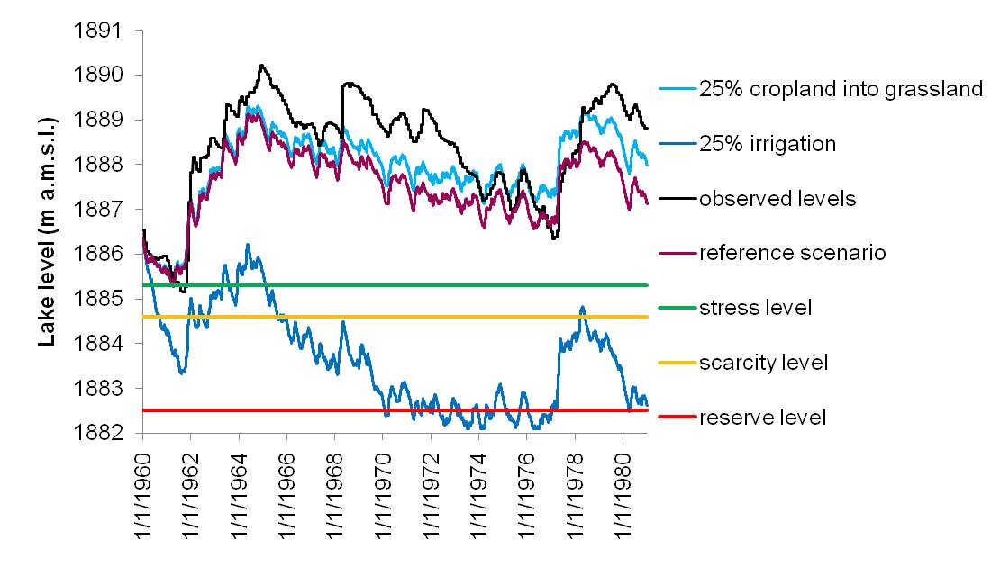 Lake level (m a.m.s.l.)
1891
1890
1889
1888
1887
1886
1885
1884
1883
1882
1/1/1960
1/1/1962
1/1/1964
1/1/1966
1/1/1968
1/1/1970
1/1/1972
1/1/1974
1/1/1976
1/1/1978
1/1/1980
25% cropland into grassland
25% irrigation
observed levels
reference scenario
stress level
scarcity level
reserve level